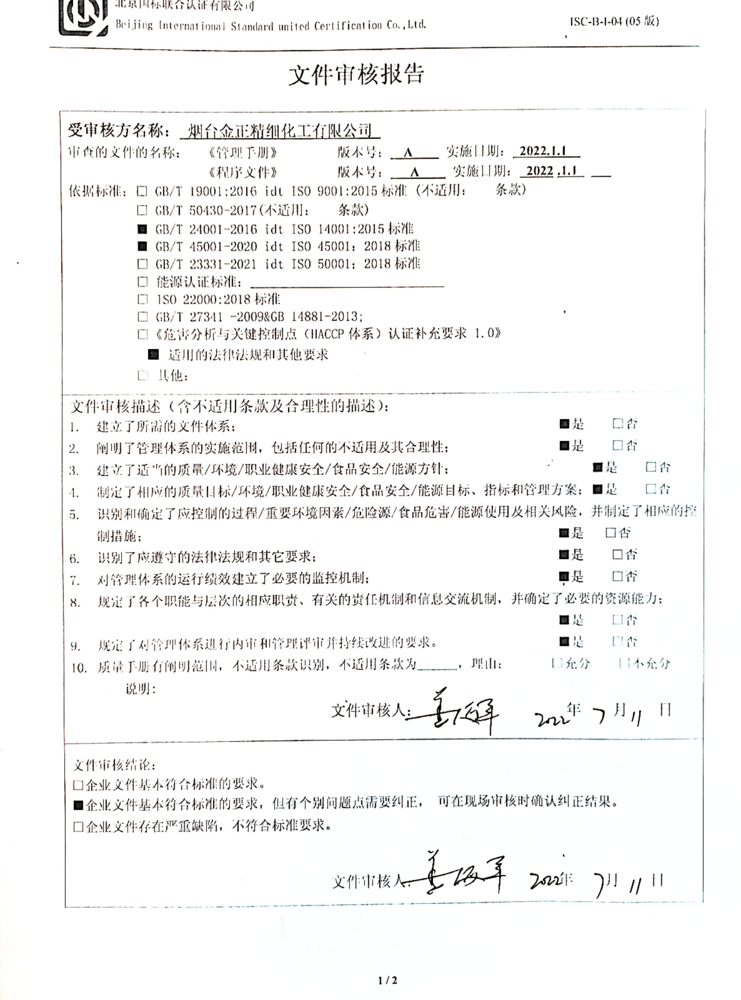 北京国标联合认证有限公司
Beijing International Standard united Certification Co.,Ltd.
ISC-B-I-04(05版)
文件审核报告
受审核方名称： 烟台金正精细化工有限公司
审查的文件的名称： 《管理手册》 版本号： A 实施日期： 2022.1.1
《程序文件》 版本号： A 实施日期： 2022.1.1
依据标准：□ GB/T 19001:2016 idt ISO 9001:2015标准（不适用： 条款）
□ GB/T 50430-2017(不适用： 条款)
■ GB/T 24001-2016 idt ISO 14001:2015标准
■ GB/T 45001-2020 idt ISO 45001：2018标准
□ GB/T 23331-2021 idt ISO 50001：2018标准
□ 能源认证标准：
□ ISO 22000:2018标准
□ GB/T 27341 -2009&GB 14881-2013;
□《危害分析与关键控制点（HACCP体系）认证补充要求 1.0》
■ 适用的法律法规和其他要求
□ 其他：
文件审核描述（含不适用条款及合理性的描述）：
1. 建立了所需的文件体系； ■是 □否
2. 阐明了管理体系的实施范围，包括任何的不适用及其合理性； ■是 □否
3. 建立了适当的质量/环境/职业健康安全/食品安全/能源方针； ■是 □否
4. 制定了相应的质量目标/环境/职业健康安全/食品安全/能源目标、指标和管理方案；■是 □否
5. 识别和确定了应控制的过程/重要环境因素/危险源/食品危害/能源使用及相关风险，并制定了相应的控
制措施； ■是 □否
6. 识别了应遵守的法律法规和其它要求； ■是 □否
7. 对管理体系的运行绩效建立了必要的监控机制； ■是 □否
8. 规定了各个职能与层次的相应职责、有关的责任机制和信息交流机制，并确定了必要的资源能力；
■是 □否
9. 规定了对管理体系进行内审和管理评审并持续改进的要求。 ■是 □否
10. 质量手册有阐明范围，不适用条款识别，不适用条款为______，理由： □充分 □不充分
说明：
文件审核人： 2022年 7月11日
文件审核结论：
□企业文件基本符合标准的要求。
■企业文件基本符合标准的要求，但有个别问题点需要纠正， 可在现场审核时确认纠正结果。
□企业文件存在严重缺陷，不符合标准要求。
文件审核人： 2022年 7月11日
1 / 2